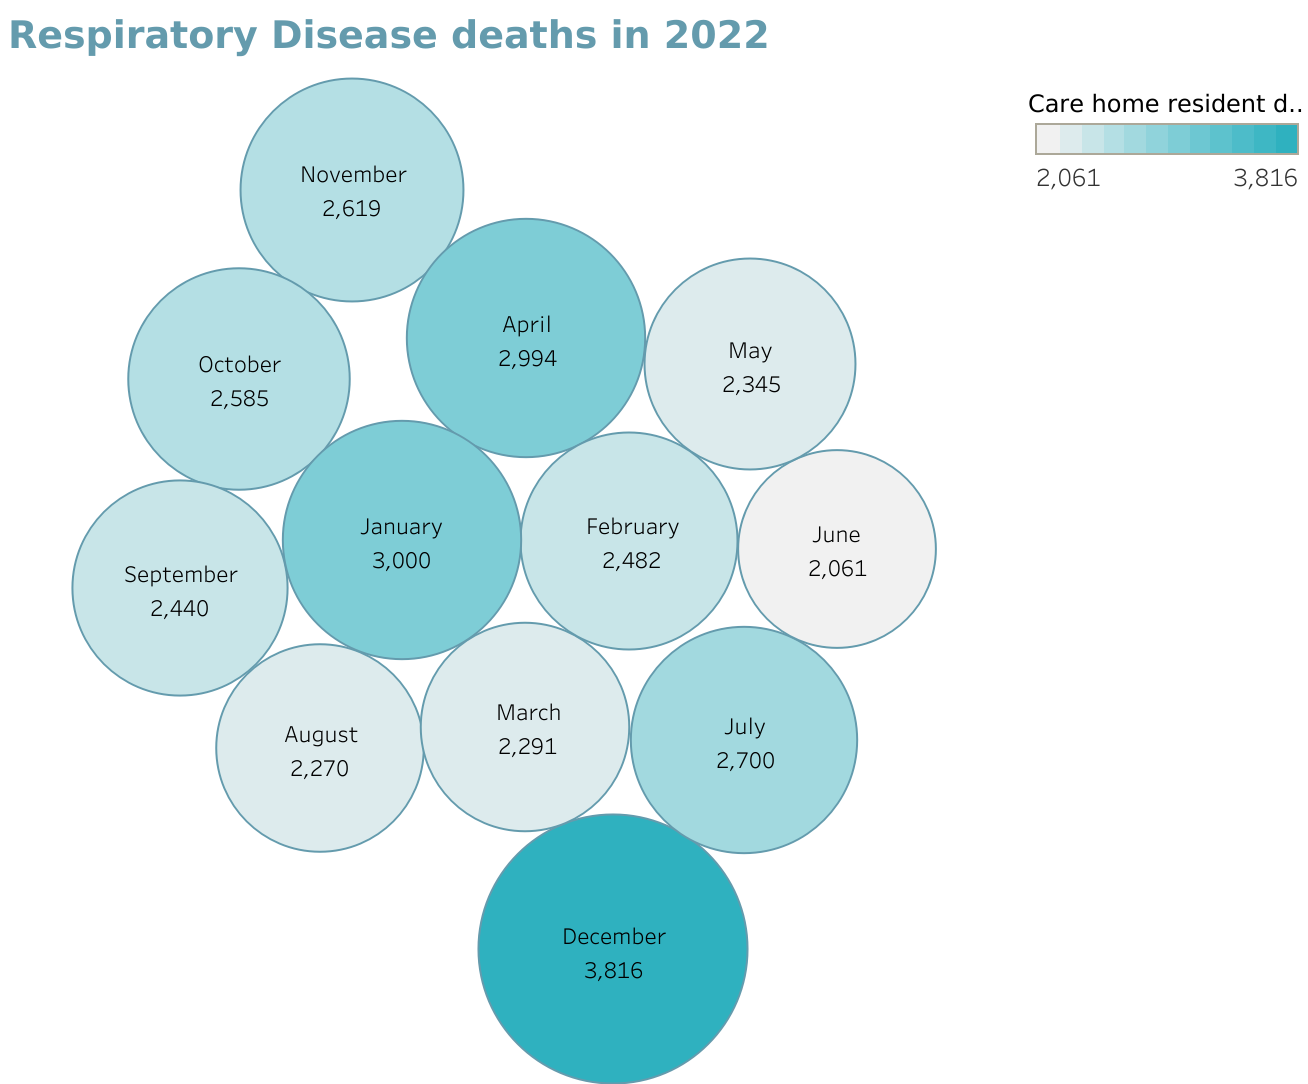 Respiratory Disease deaths in 2022
Care home resident d..
2,061 3,816
November
2,619
April
2,994
May
2,345
October
2,585
January
3,000
February
2,482
June
2,061
September
2,440
March
2,291
July
2,700
August
2,270
December
3,816